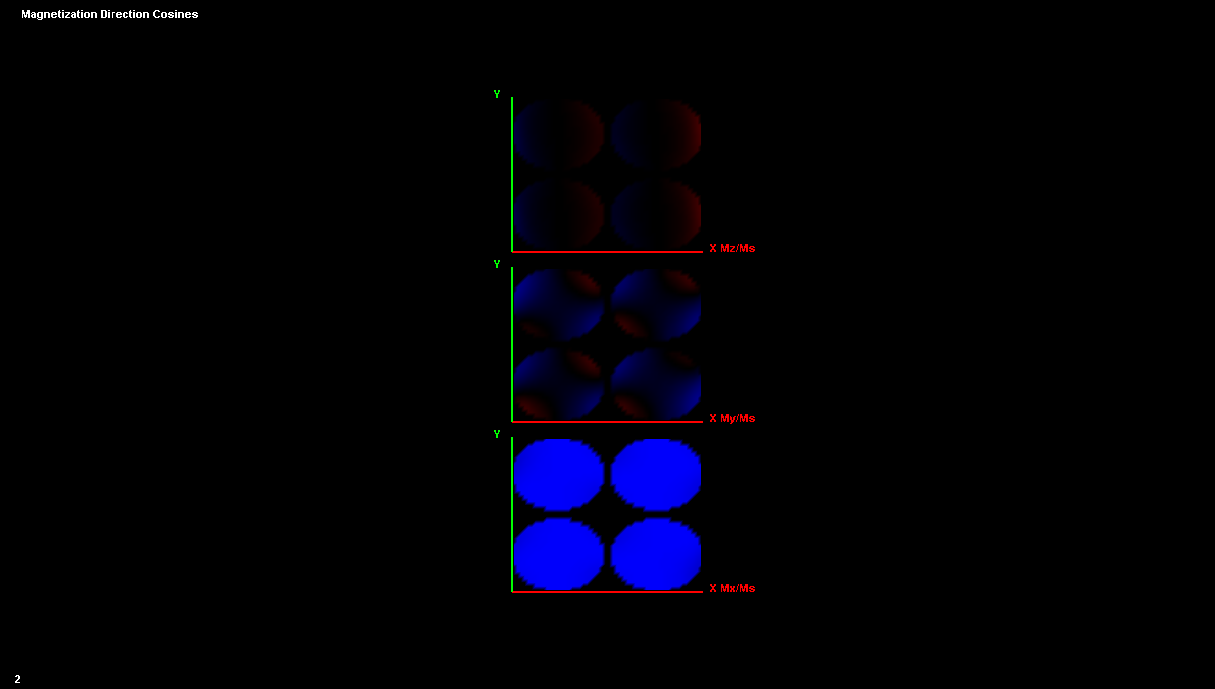 Magnetization Direction Cosines
Y
X Mz/Ms
Y
X My/Ms
Y
X Mx/Ms
2